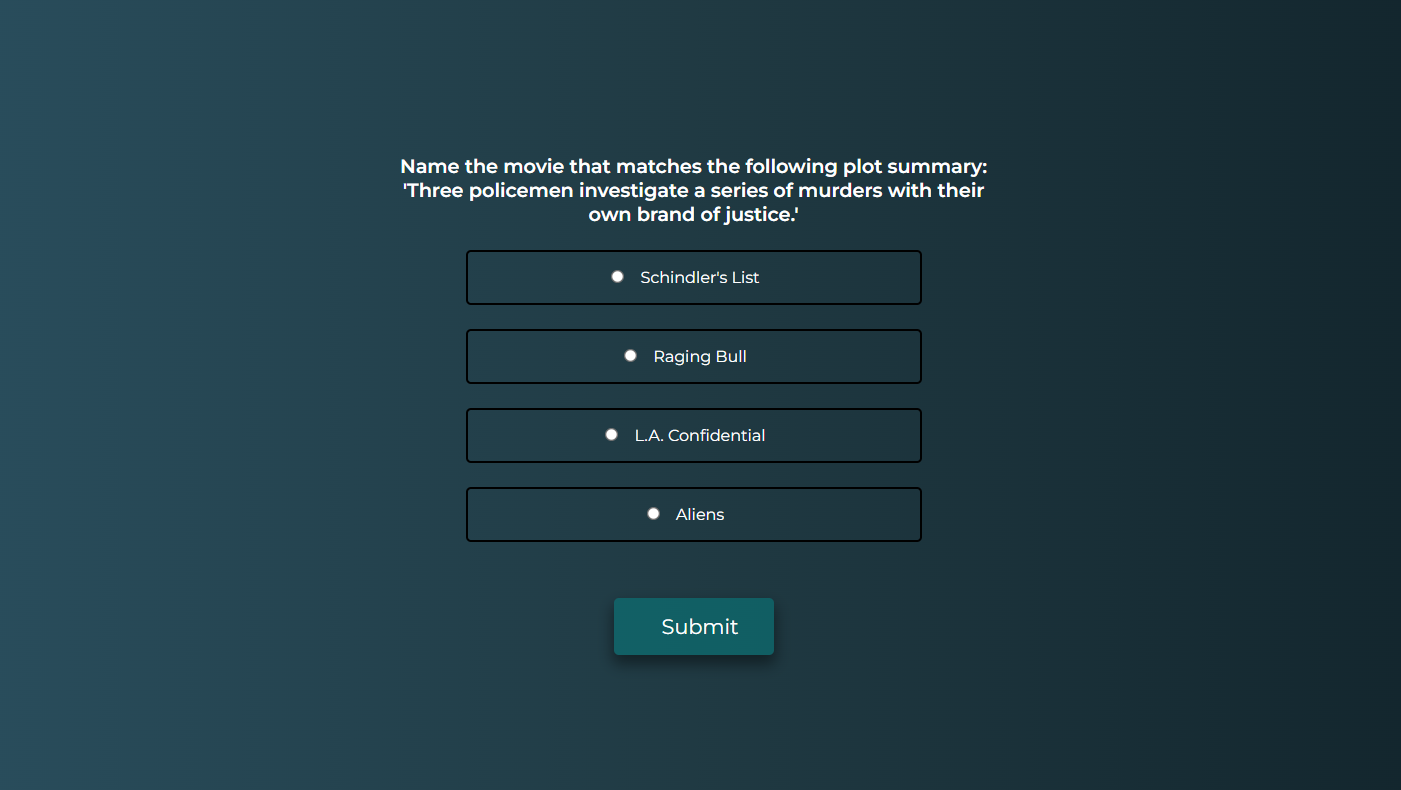 Name the movie that matches the following plot summary:
'Three policemen investigate a series of murders with their
own brand of justice.'
Schindler's List
Raging Bull
L.A. Confidential
Aliens
Submit